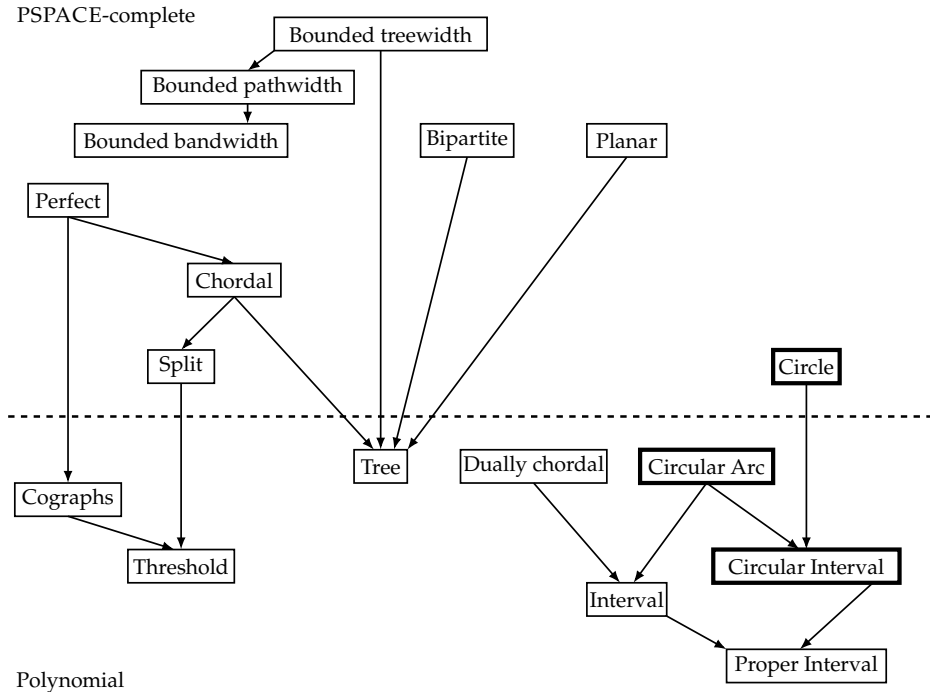 PSPACE-complete
Bounded treewidth
Bounded pathwidth
Bounded bandwidth
Bipartite
Planar
Perfect
Chordal
Split
Circle
Tree
Dually chordal
Circular Arc
Cographs
Threshold
Circular Interval
Interval
Proper Interval
Polynomial